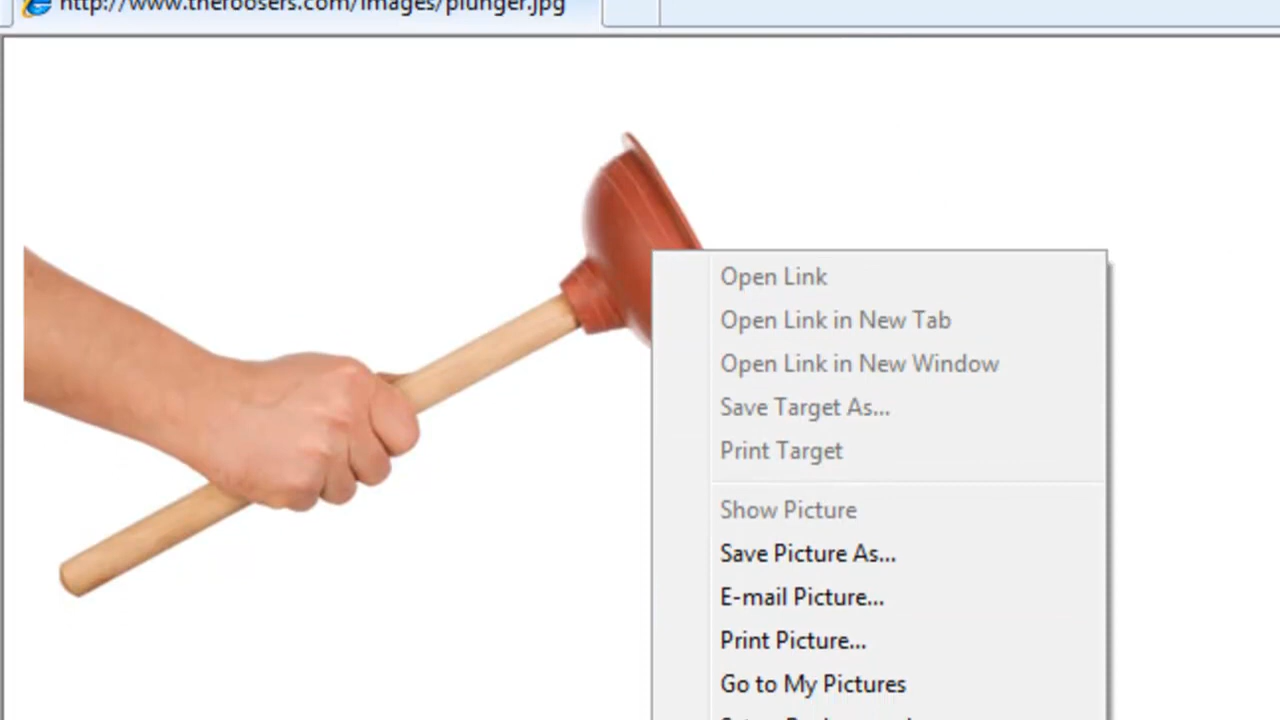 http://www.theroosers.com/images/plunger.jpg
Open Link
Open Link in New Tab
Open Link in New Window
Save Target As...
Print Target
Show Picture
Save Picture As...
E-mail Picture...
Print Picture...
Go to My Pictures